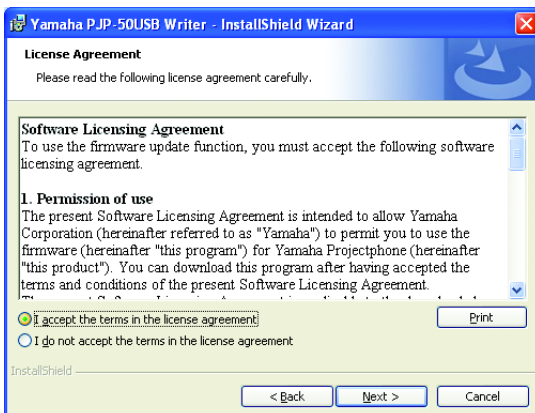 Yamaha PJP-50USB Writer - InstallShield Wizard
License Agreement
Please read the following license agreement carefully.
Software Licensing Agreement
To use the firmware update function, you must accept the following software
licensing agreement.
1. Permission of use
The present Software Licensing Agreement is intended to allow Yamaha
Corporation (hereinafter referred to as "Yamaha") to permit you to use the
firmware (hereinafter "this program") for Yamaha Projectphone (hereinafter
"this product"). You can download this program after having accepted the
terms and conditions of the present Software Licensing Agreement.
I accept the terms in the license agreement
Print
I do not accept the terms in the license agreement
InstallShield
< Back
Next >
Cancel